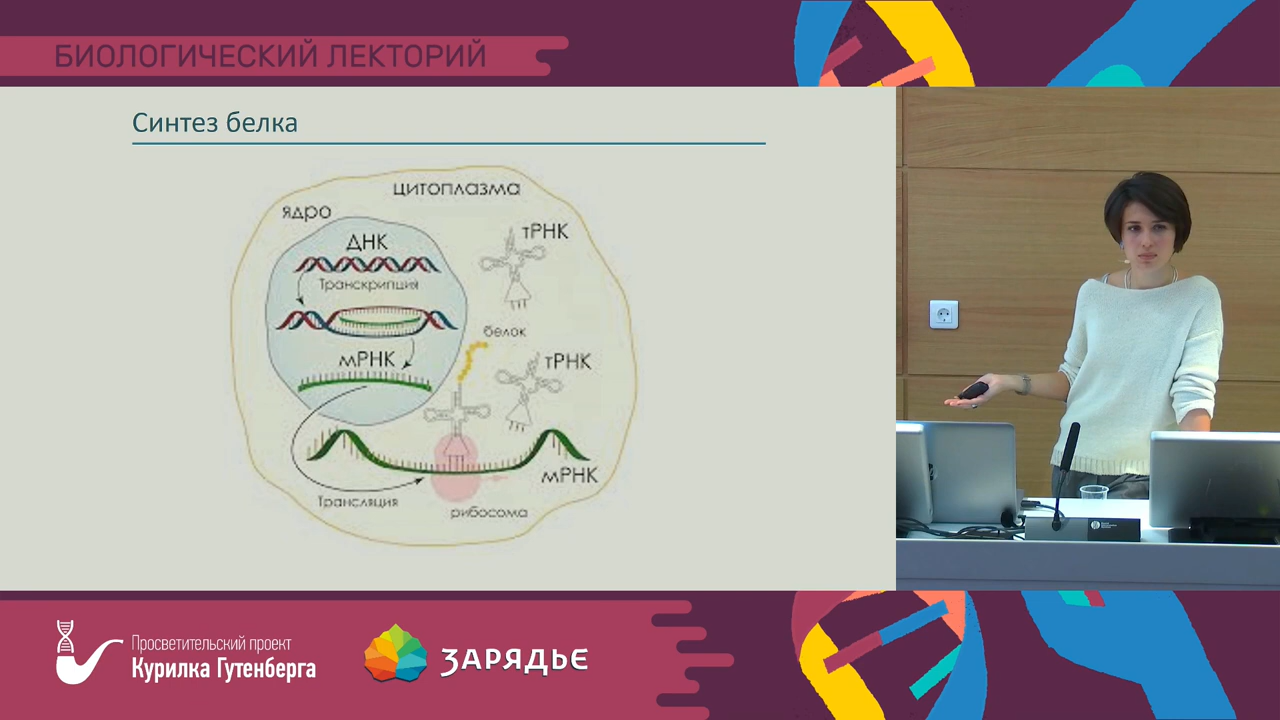 БИОЛОГИЧЕСКИЙ ЛЕКТОРИЙ
Синтез белка
цитоплазма
ядро
ДНК
тРНК
Транскрипция
белок
мРНК
тРНК
мРНК
Трансляция
рибосома
Просветительский проект
Курилка Гутенберга
ЗАРЯДЬЕ